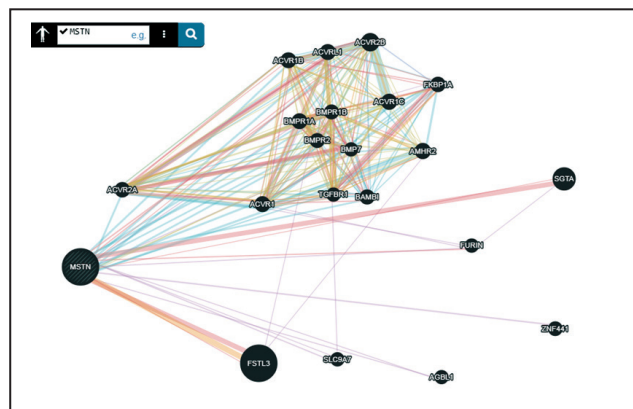 MSTN e.g.
ACVR2B
ACVRL1
ACVR1B
FKBP1A
ACVR1C
BMPR1B
BMPR1A
BMPR2
BMP7
AMHR2
SGTA
ACVR2A
TGFBR1
BAMBI
ACVR1
FURIN
MSTN
ZNF441
SLC9A7
FSTL3
AGBL1